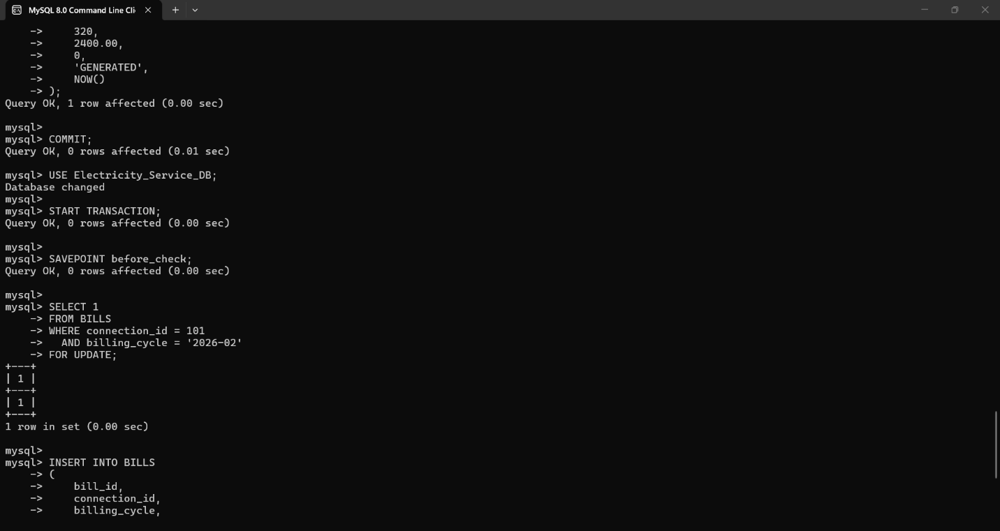 MySQL 8.0 Command Line Cli
->     320,
->     2400.00,
->     0,
->     'GENERATED',
->     NOW()
-> );
Query OK, 1 row affected (0.00 sec)
mysql>
mysql> COMMIT;
Query OK, 0 rows affected (0.01 sec)
mysql> USE Electricity_Service_DB;
Database changed
mysql>
mysql> START TRANSACTION;
Query OK, 0 rows affected (0.00 sec)
mysql>
mysql> SAVEPOINT before_check;
Query OK, 0 rows affected (0.00 sec)
mysql>
mysql> SELECT 1
-> FROM BILLS
-> WHERE connection_id = 101
->   AND billing_cycle = '2026-02'
-> FOR UPDATE;
+---+
| 1 |
+---+
| 1 |
+---+
1 row in set (0.00 sec)
mysql>
mysql> INSERT INTO BILLS
-> (
->     bill_id,
->     connection_id,
->     billing_cycle,